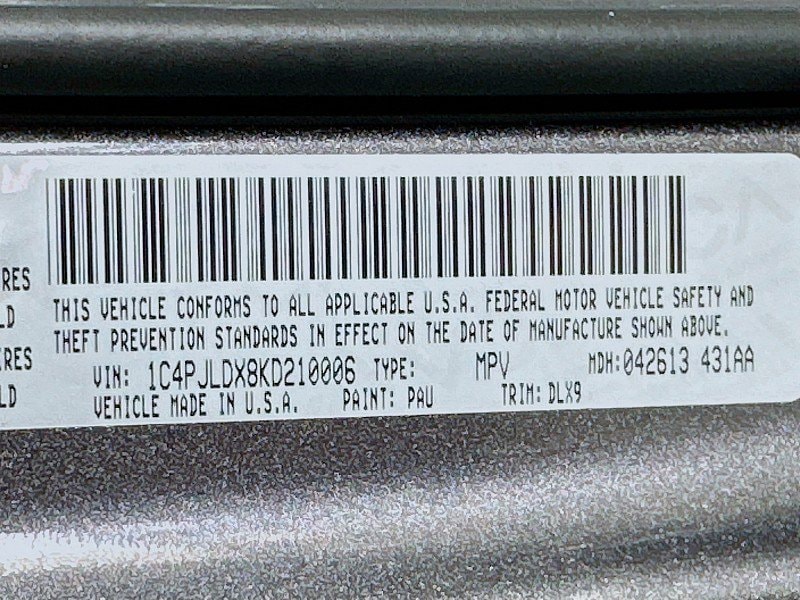 THIS VEHICLE CONFORMS TO ALL APPLICABLE U.S.A. FEDERAL MOTOR VEHICLE SAFETY AND
THEFT PREVENTION STANDARDS IN EFFECT ON THE DATE OF MANUFACTURE SHOWN ABOVE.
VIN: 1C4PJLDX8KD210006 TYPE: MPV MDH:042613 431AA
VEHICLE MADE IN U.S.A. PAINT: PAU TRIM: DLX9